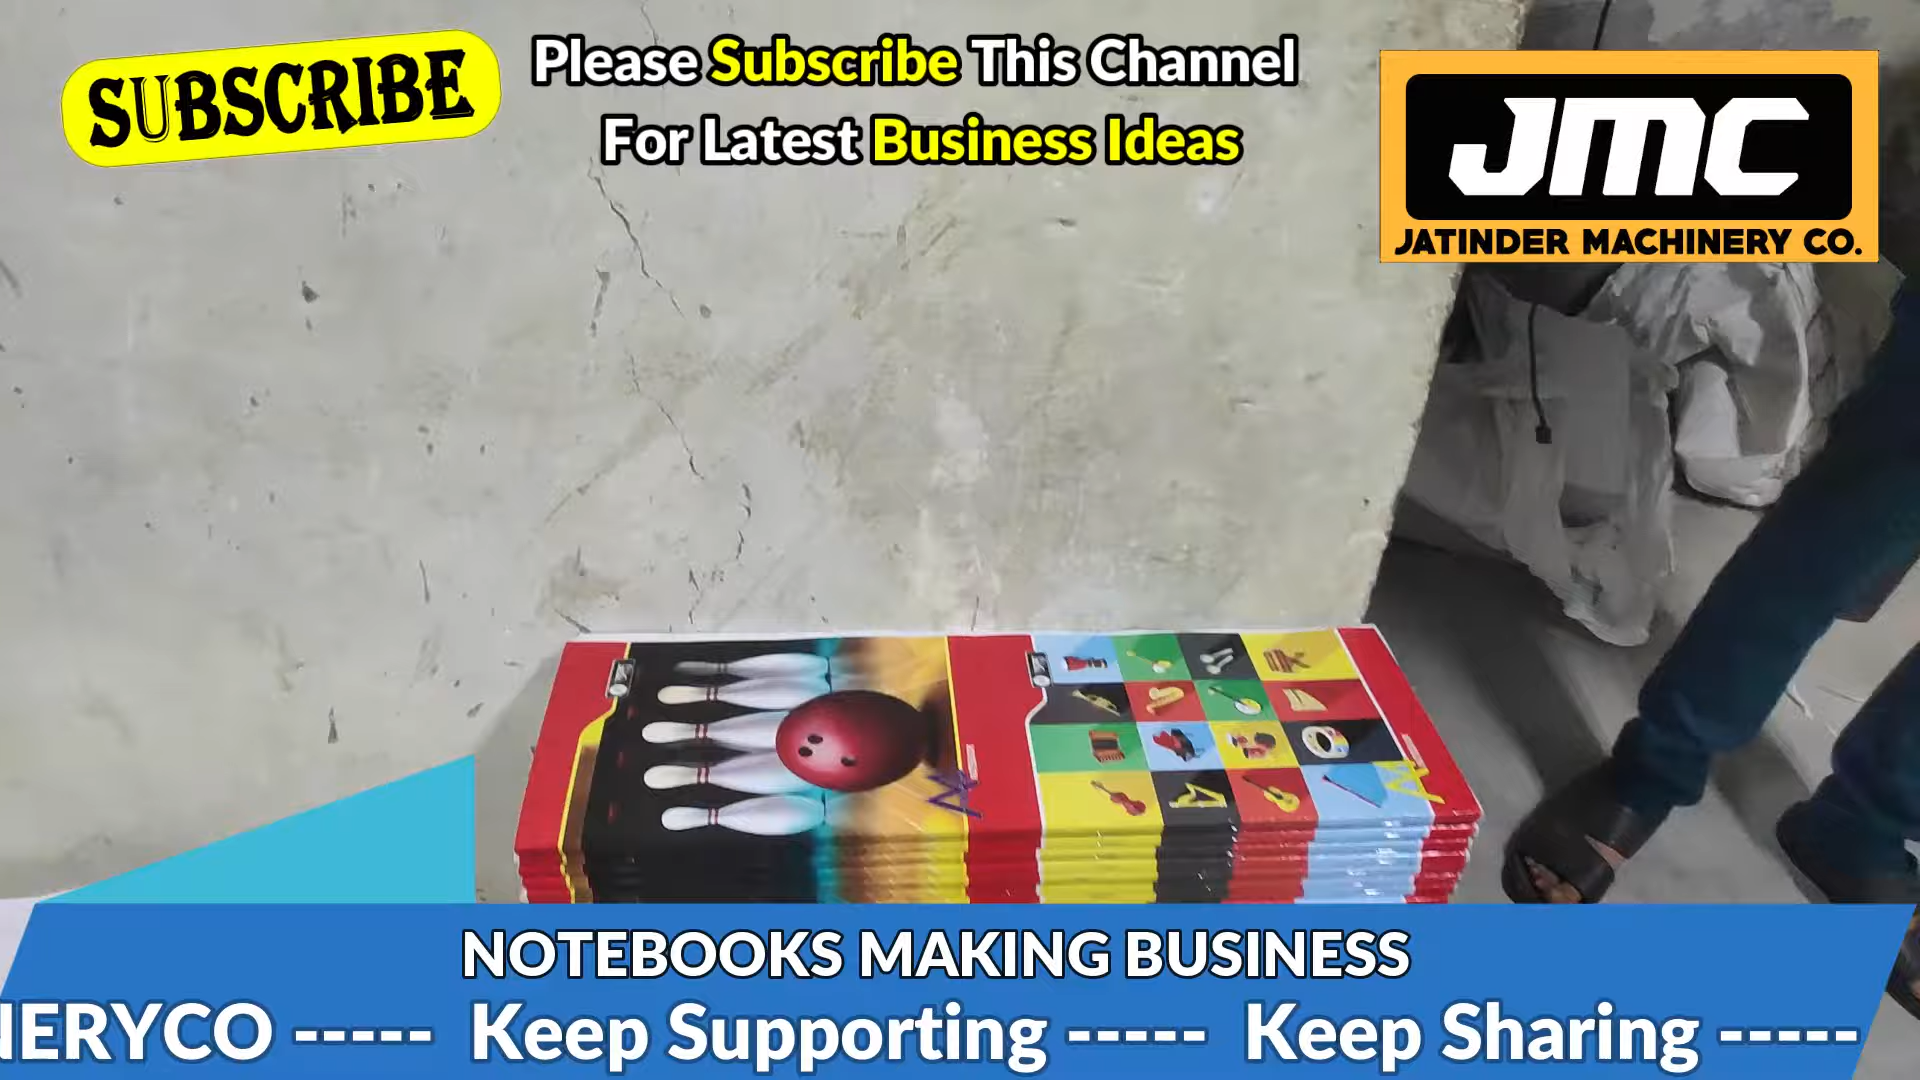 SUBSCRIBE
Please Subscribe This Channel
For Latest Business Ideas
JMC
JATINDER MACHINERY CO.
NOTEBOOKS MAKING BUSINESS
NERYCO ----- Keep Supporting ----- Keep Sharing -----